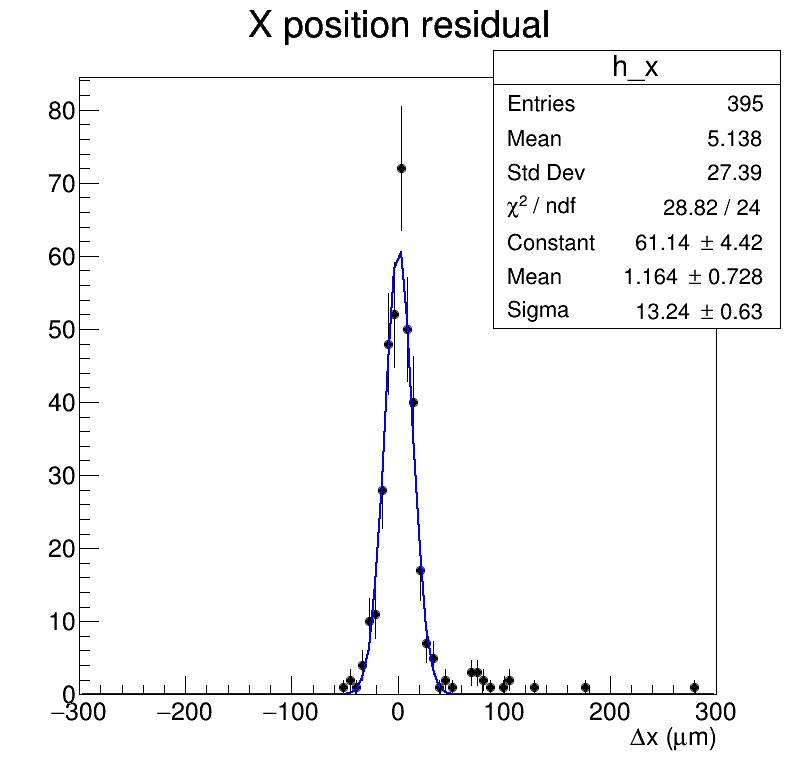 X position residual
h_x
Entries 395
Mean 5.138
Std Dev 27.39
χ² / ndf 28.82 / 24
Constant 61.14 ± 4.42
Mean 1.164 ± 0.728
Sigma 13.24 ± 0.63
80
70
60
50
40
30
20
10
0
−300 −200 −100 0 100 200 300
Δx (μm)